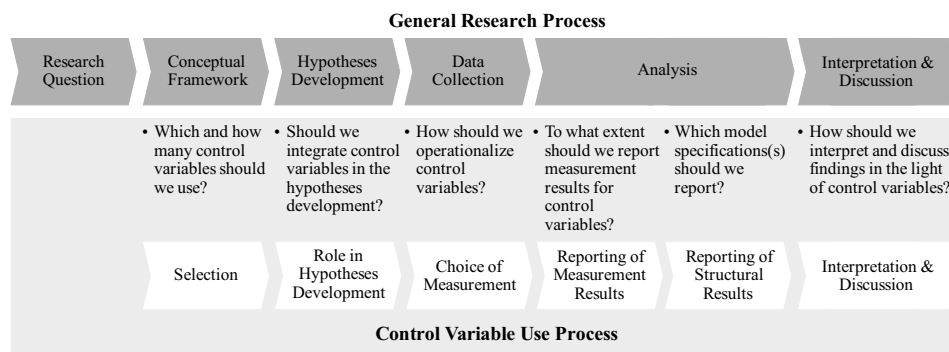 General Research Process
Research
Question
Conceptual
Framework
Hypotheses
Development
Data
Collection
Analysis
Interpretation &
Discussion
• Which and how
many control
variables should
we use?
• Should we
integrate control
variables in the
hypotheses
development?
• How should we
operationalize
control
variables?
• To what extent
should we report
measurement
results for
control
variables?
• Which model
specifications(s)
should we
report?
• How should we
interpret and discuss
findings in the light
of control variables?
Selection
Role in
Hypotheses
Development
Choice of
Measurement
Reporting of
Measurement
Results
Reporting of
Structural
Results
Interpretation &
Discussion
Control Variable Use Process